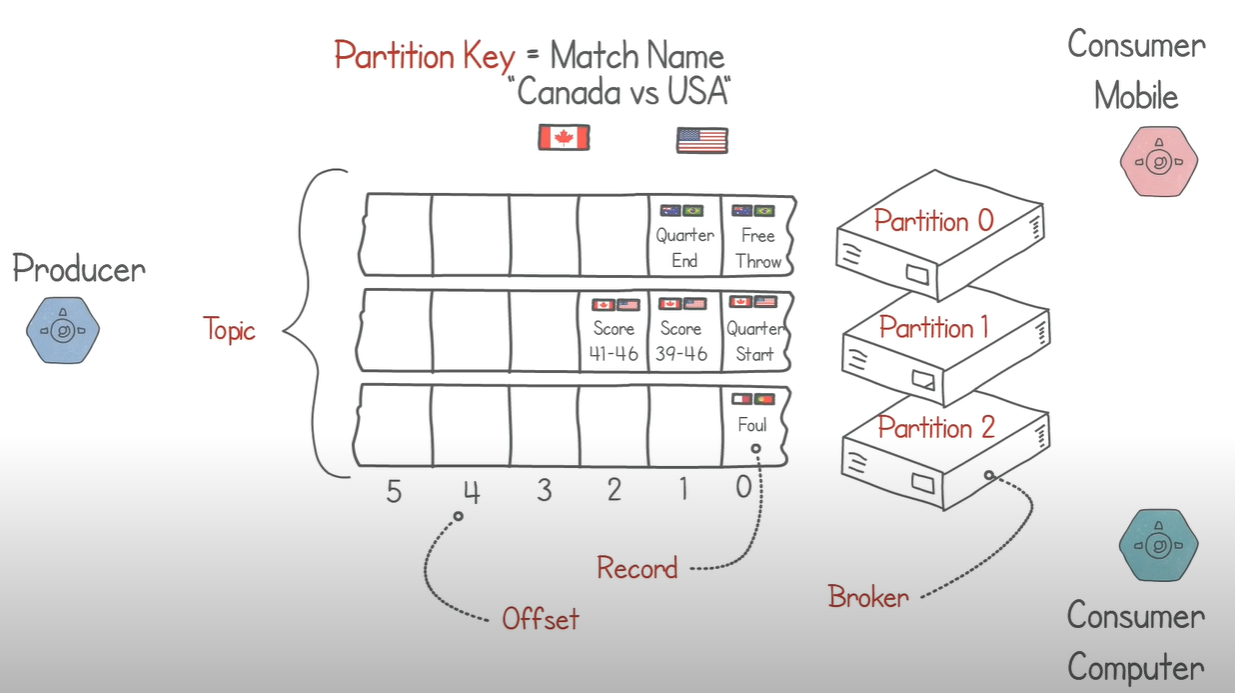 Partition Key = Match Name
"Canada vs USA"
Consumer
Mobile
Producer
Topic
Quarter
End
Free
Throw
Partition 0
Score
41-46
Score
39-46
Quarter
Start
Partition 1
Foul
Partition 2
5 4 3 2 1 0
Record
Offset
Broker
Consumer
Computer